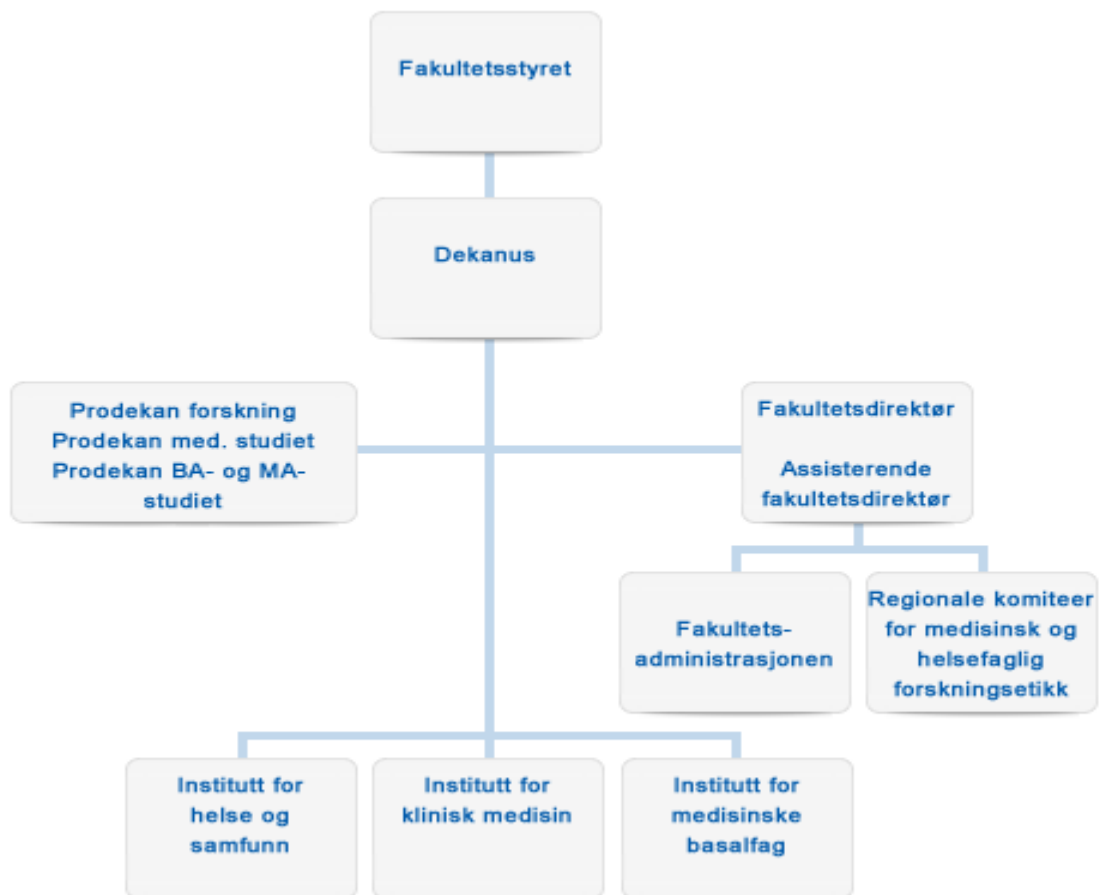 Fakultetsstyret
Dekanus
Prodekan forskning
Prodekan med. studiet
Prodekan BA- og MA-
studiet
Fakultetsdirektør
Assisterende
fakultetsdirektør
Fakultets-
administrasjonen
Regionale komiteer
for medisinsk og
helsefaglig
forskningsetikk
Institutt for
helse og
samfunn
Institutt for
klinisk medisin
Institutt for
medisinske
basalfag